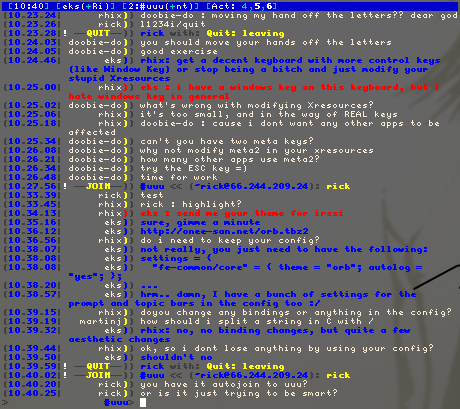 [10:40] [eks(+Ri)] [2:#uuu(+nt)] [Act: 4,5,6]
(10.23.24| rhix)) doobie-do : moving my hand off the letters?? dear god
(10.23.26| rick)) l1234i/quit
(10.23.28! ——QUIT ——)) rick with: Quit: leaving
(10.24.03| doobie-do)) you should move your hands off the letters
(10.24.05| doobie-do)) good exercise
(10.24.46| eks)) rhix: get a decent keyboard with more control keys
(like Window Key) or stop being a bitch and just modify your
stupid Xresources
(10.25.00| rhix)) eks : i have a windows key on this keyboard, but i
hate windows key in general
(10.25.02| doobie-do)) what's wrong with modifying Xresources?
(10.25.06| rhix)) it's too small, and in the way of REAL keys
(10.25.18| rhix)) doobie-do : cause i dont want any other apps to be
affected
(10.26.00| doobie-do)) can't you have two meta keys?
(10.26.08| doobie-do)) why not modify meta2 in your xresources
(10.26.21| doobie-do)) how many other apps use meta2?
(10.26.34| doobie-do)) try the ESC key =)
(10.26.48| doobie-do)) time for work
(10.27.56! ——JOIN ——)) #uuu << (~rick@66.244.209.24): rick
(10.33.39| rick)) test
(10.33.45| rhix)) rick : highlight?
(10.34.13| rhix)) eks : send me your theme for irssi
(10.35.16| eks)) sure, gimme a minute
(10.36.12| eks)) http://onee-san.net/orb.tbz2
(10.36.56| rhix)) do i need to keep your config?
(10.38.07| eks)) not really, you just need to have the following:
(10.38.08| eks)) settings = {
(10.38.08| eks)) "fe-common/core" = { theme = "orb"; autolog =
"yes"; };
(10.38.20| eks)) ...
(10.38.57| eks)) hrm.. damn, I have a bunch of settings for the
prompt and topic bars in the config too :/
(10.39.15| rhix)) doyou change any bindings or anything in the config?
(10.39.19| martinj)) how should i split a string in C with /
(10.39.32| eks)) rhix: no, no binding changes, but quite a few
aesthetic changes
(10.39.44| rhix)) ok, so i dont lose anything by using your config?
(10.39.50| eks)) shouldn't no
(10.39.59! ——QUIT ——)) rick with: Quit: leaving
(10.40.02! ——JOIN ——)) #uuu << (~rick@66.244.209.24): rick
(10.40.20| rick)) you have it autojoin to uuu?
(10.40.25| rick)) or is it just trying to be smart?
> #uuu>